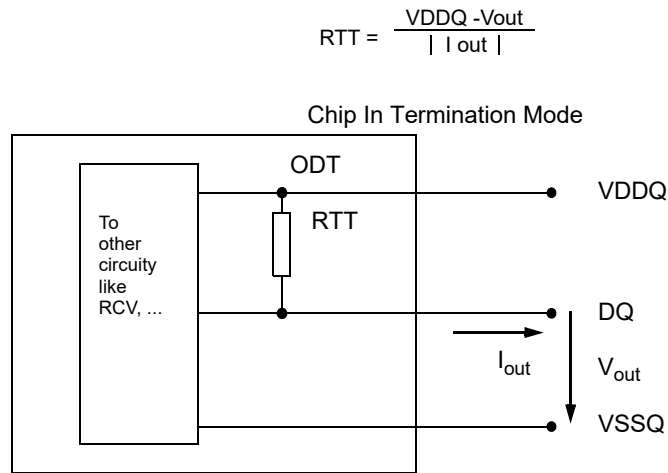 RTT = VDDQ -Vout
| I out |
Chip In Termination Mode
ODT
VDDQ
RTT
To
other
circuity
like
RCV, ...
DQ
Iout
Vout
VSSQ